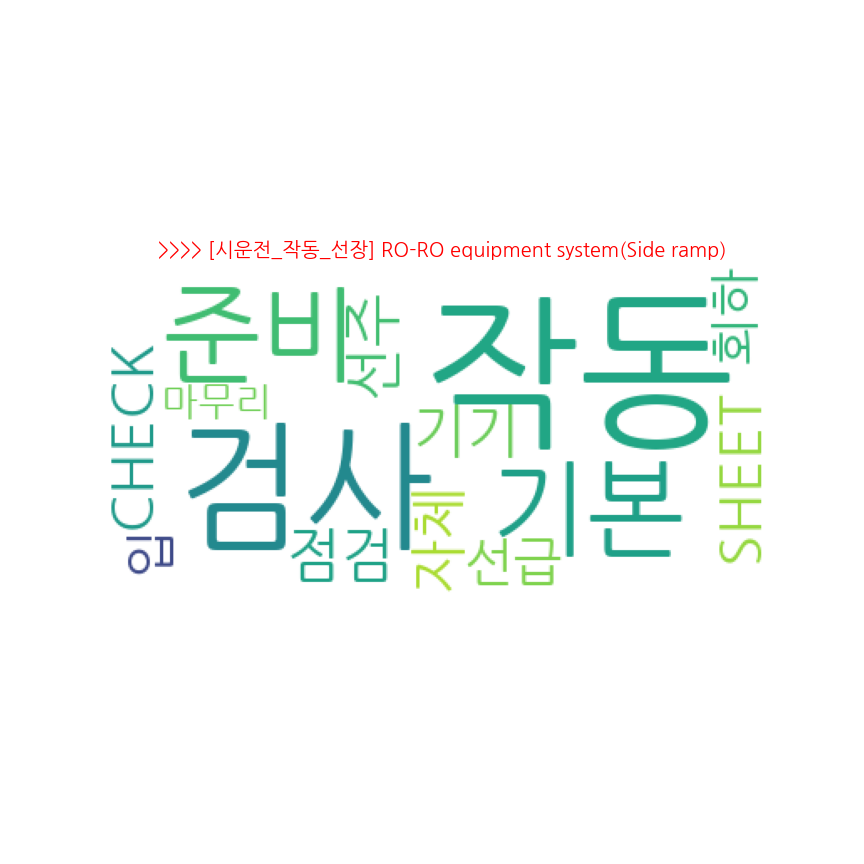 >>>> [시운전_작동_선장] RO-RO equipment system(Side ramp)
준비
선주
작동
회하
CHECK
마무리
기기
검사
SHEET
기본
자체
입
점검
선급